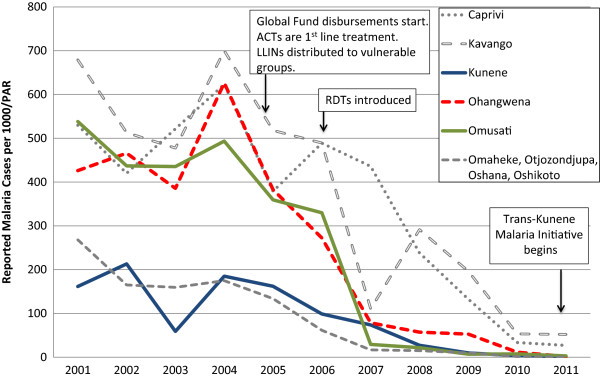 Reported Malaria Cases per 1000/PAR
800
700
600
500
400
300
200
100
0
2001 2002 2003 2004 2005 2006 2007 2008 2009 2010 2011
Global Fund disbursements start.
ACTs are 1st line treatment.
LLINs distributed to vulnerable
groups.
RDTs introduced
Trans-Kunene
Malaria Initiative
begins
Caprivi
Kavango
Kunene
Ohangwena
Omusati
Omaheke, Otjozondjupa,
Oshana, Oshikoto